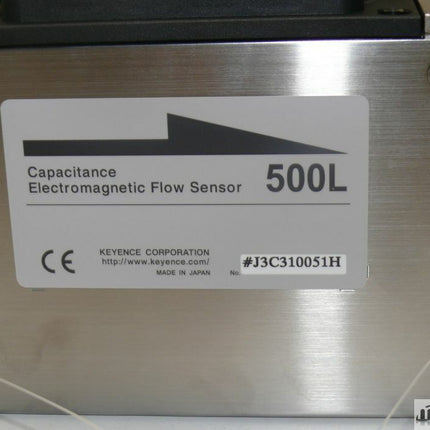 Capacitance
Electromagnetic Flow Sensor 500L
CE
KEYENCE CORPORATION
http://www.keyence.com/
MADE IN JAPAN No. #J3C310051H